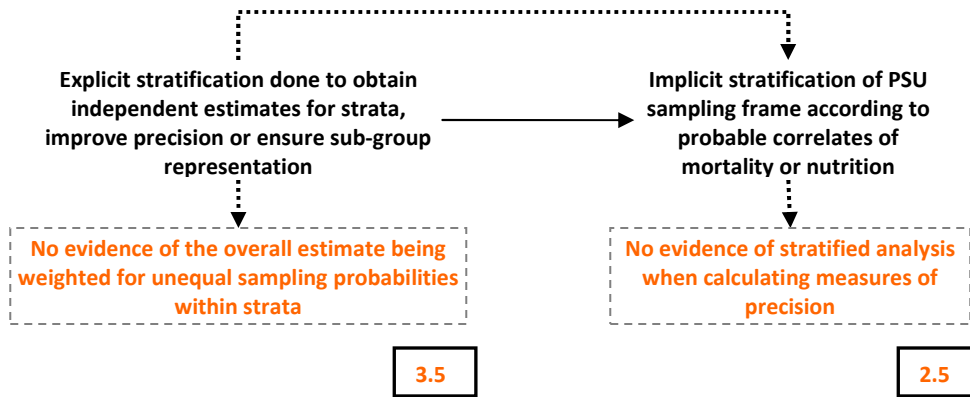 Explicit stratification done to obtain
independent estimates for strata,
improve precision or ensure sub-group
representation
Implicit stratification of PSU
sampling frame according to
probable correlates of
mortality or nutrition
No evidence of the overall estimate being
weighted for unequal sampling probabilities
within strata
No evidence of stratified analysis
when calculating measures of
precision
3.5
2.5